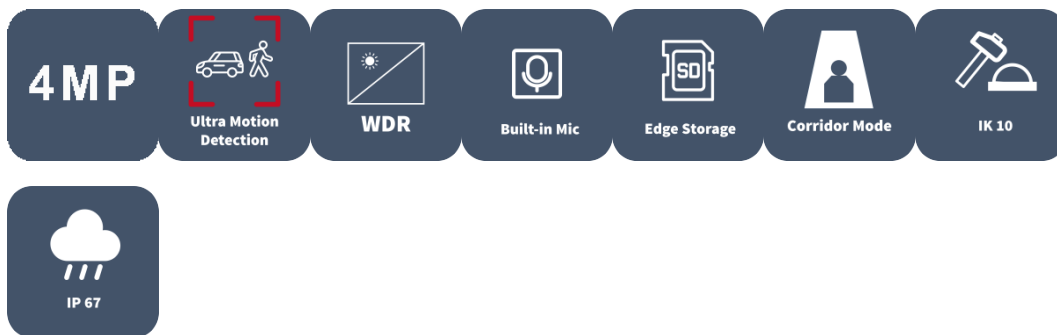 4MP
Ultra Motion
Detection
WDR
Built-in Mic
SD
Edge Storage
Corridor Mode
IK 10
IP 67